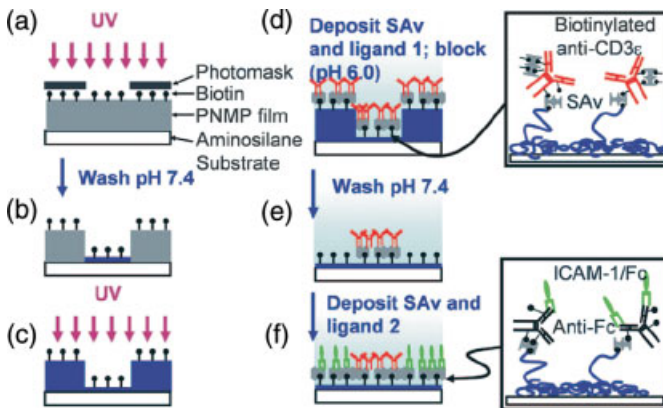 (a)
UV
Photomask
Biotin
PNMP film
Aminosilane
Substrate
Wash pH 7.4
(b)
UV
(c)
(d)
Deposit SAv
and ligand 1; block
(pH 6.0)
Biotinylated
anti-CD3ε
SAv
Wash pH 7.4
(e)
Deposit SAv and
ligand 2
(f)
ICAM-1/Fc
Anti-Fc